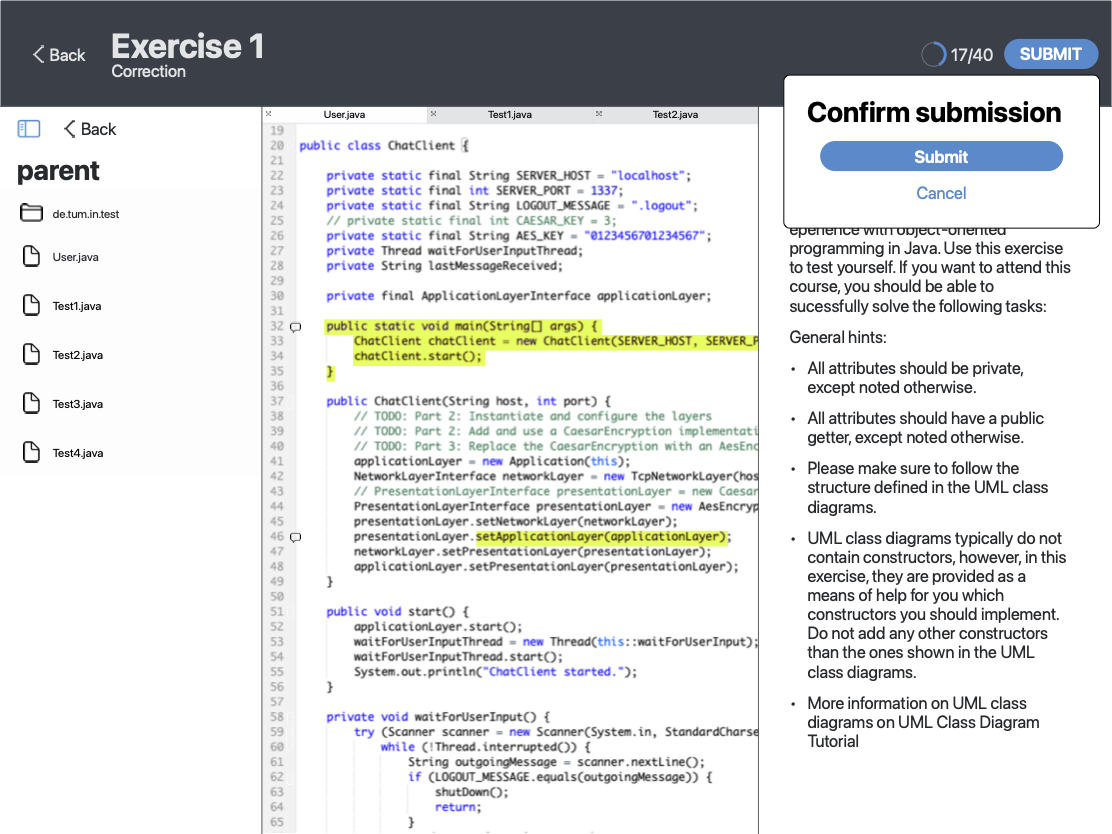 Back
Exercise 1
Correction
17/40
SUBMIT
Confirm submission
Submit
Cancel
Back
parent
de.tum.in.test
User.java
Test1.java
Test2.java
Test3.java
Test4.java
User.java
Test1.java
Test2.java
19
20 public class ChatClient {
21
22 private static final String SERVER_HOST = "localhost";
23 private static final int SERVER_PORT = 1337;
24 private static final String LOGOUT_MESSAGE = ".logout";
25 // private static final int CAESAR_KEY = 3;
26 private static final String AES_KEY = "0123456701234567";
27 private Thread waitForUserInputThread;
28 private String lastMessageReceived;
29
30 private final ApplicationLayerInterface applicationLayer;
31
32 public static void main(String[] args) {
33 ChatClient chatClient = new ChatClient(SERVER_HOST, SERVER_P
34 chatClient.start();
35 }
36
37 public ChatClient(String host, int port) {
38 // TODO: Part 2: Instantiate and configure the layers
39 // TODO: Part 2: Add and use a CaesarEncryption implementati
40 // TODO: Part 3: Replace the CaesarEncryption with an AesEnc
41 applicationLayer = new Application(this);
42 NetworkLayerInterface networkLayer = new TcpNetworkLayer(hos
43 // PresentationLayerInterface presentationLayer = new Caesar
44 PresentationLayerInterface presentationLayer = new AesEncryp
45 presentationLayer.setNetworkLayer(networkLayer);
46 presentationLayer.setApplicationLayer(applicationLayer);
47 networkLayer.setPresentationLayer(presentationLayer);
48 applicationLayer.setPresentationLayer(presentationLayer);
49 }
50
51 public void start() {
52 applicationLayer.start();
53 waitForUserInputThread = new Thread(this::waitForUserInput);
54 waitForUserInputThread.start();
55 System.out.println("ChatClient started.");
56 }
57
58 private void waitForUserInput() {
59 try (Scanner scanner = new Scanner(System.in, StandardCharse
60 while (!Thread.interrupted()) {
61 String outgoingMessage = scanner.nextLine();
62 if (LOGOUT_MESSAGE.equals(outgoingMessage)) {
63 shutDown();
64 return;
65 }
eperience with object-oriented
programming in Java. Use this exercise
to test yourself. If you want to attend this
course, you should be able to
sucessfully solve the following tasks:
General hints:
• All attributes should be private,
except noted otherwise.
• All attributes should have a public
getter, except noted otherwise.
• Please make sure to follow the
structure defined in the UML class
diagrams.
• UML class diagrams typically do not
contain constructors, however, in this
exercise, they are provided as a
means of help for you which
constructors you should implement.
Do not add any other constructors
than the ones shown in the UML
class diagrams.
• More information on UML class
diagrams on UML Class Diagram
Tutorial